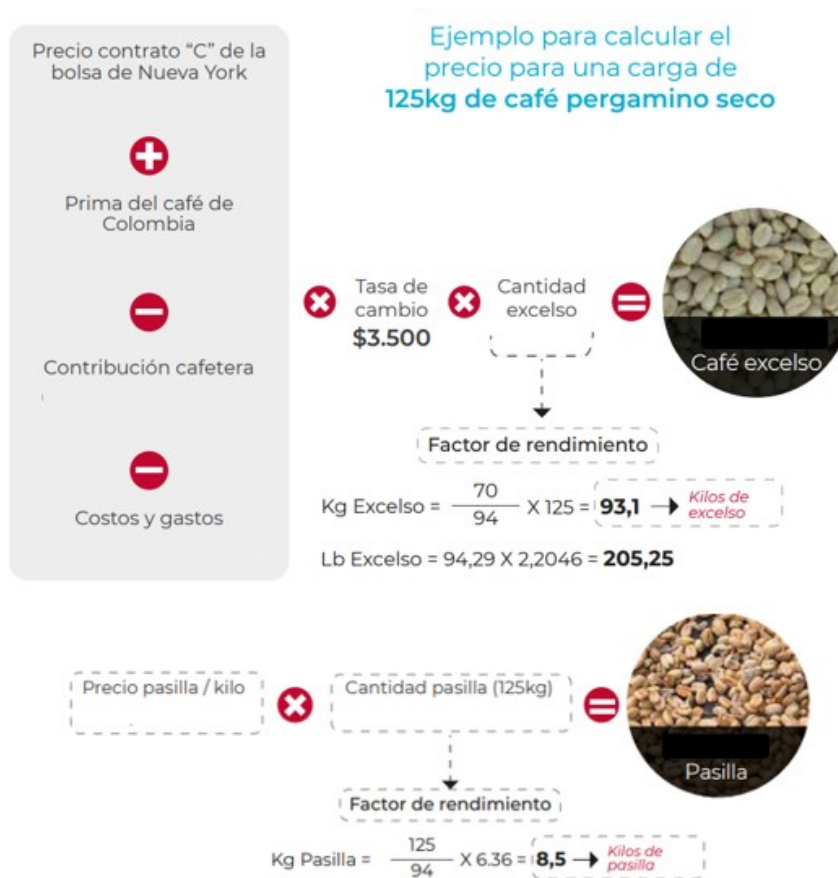 Precio contrato “C” de la
bolsa de Nueva York
Prima del café de
Colombia
Contribución cafetera
Costos y gastos
Ejemplo para calcular el
precio para una carga de
125kg de café pergamino seco
Tasa de
cambio
$3.500
Cantidad
excelso
Café excelso
Factor de rendimiento
Kg Excelso = 70 / 94 X 125 = 93,1 → Kilos de
excelso
Lb Excelso = 94,29 X 2,2046 = 205,25
Precio pasilla / kilo
Cantidad pasilla (125kg)
Pasilla
Factor de rendimiento
Kg Pasilla = 125 / 94 X 6.36 = 8,5 → Kilos de
pasilla